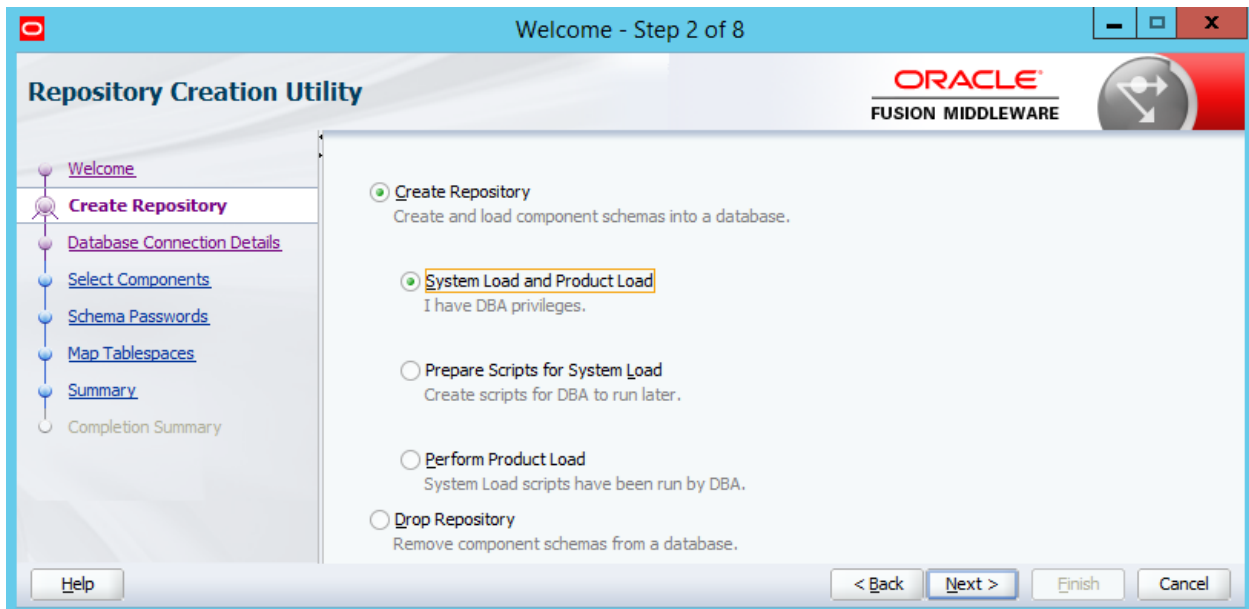 Welcome - Step 2 of 8
Repository Creation Utility
ORACLE
FUSION MIDDLEWARE
Welcome
Create Repository
Database Connection Details
Select Components
Schema Passwords
Map Tablespaces
Summary
Completion Summary
Create Repository
Create and load component schemas into a database.
System Load and Product Load
I have DBA privileges.
Prepare Scripts for System Load
Create scripts for DBA to run later.
Perform Product Load
System Load scripts have been run by DBA.
Drop Repository
Remove component schemas from a database.
Help
< Back
Next >
Finish
Cancel